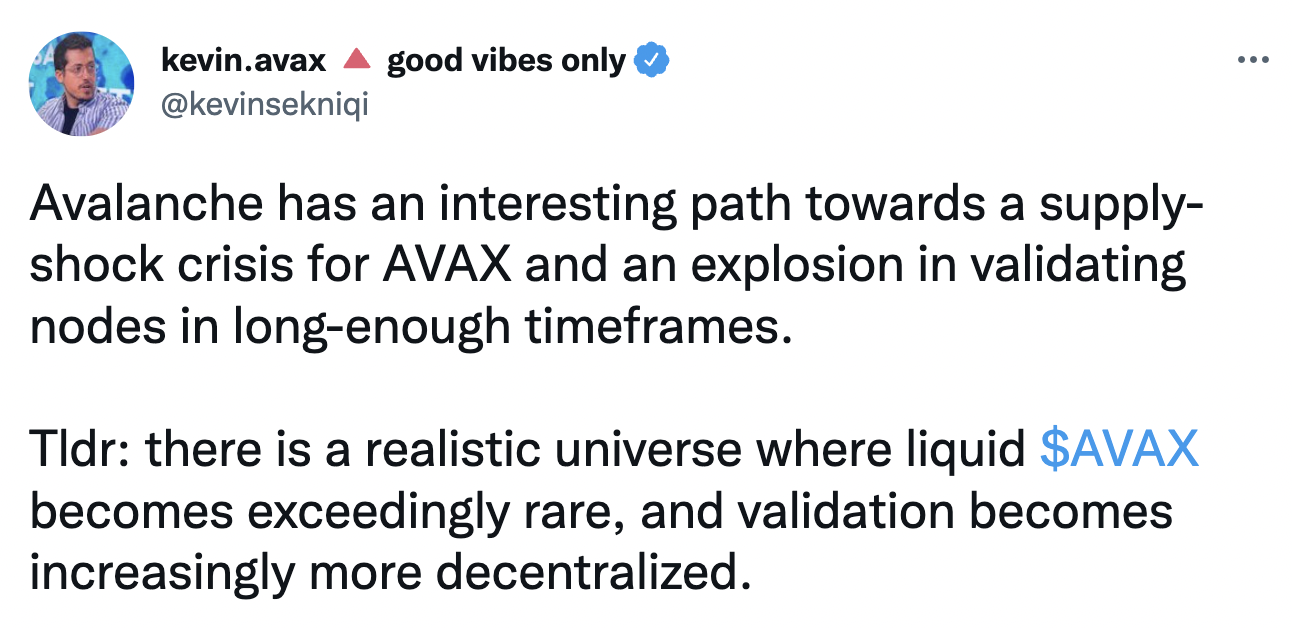 kevin.avax 🔺 good vibes only
@kevinsekniqi
Avalanche has an interesting path towards a supply-
shock crisis for AVAX and an explosion in validating
nodes in long-enough timeframes.
Tldr: there is a realistic universe where liquid $AVAX
becomes exceedingly rare, and validation becomes
increasingly more decentralized.